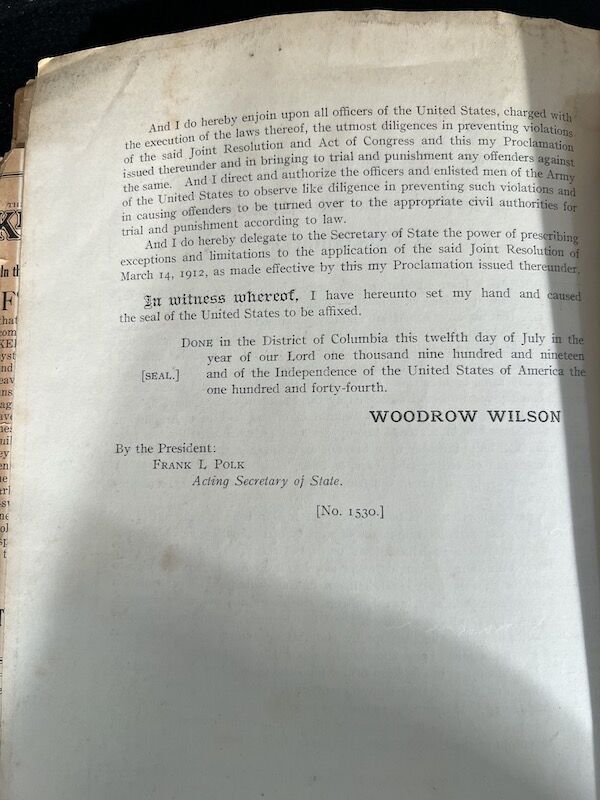 And I do hereby enjoin upon all officers of the United States, charged with
the execution of the laws thereof, the utmost diligences in preventing violations
of the said Joint Resolution and Act of Congress and this my Proclamation
issued thereunder and in bringing to trial and punishment any offenders against
the same. And I direct and authorize the officers and enlisted men of the Army
of the United States to observe like diligence in preventing such violations and
in causing offenders to be turned over to the appropriate civil authorities for
trial and punishment according to law.
And I do hereby delegate to the Secretary of State the power of prescribing
exceptions and limitations to the application of the said Joint Resolution of
March 14, 1912, as made effective by this my Proclamation issued thereunder.
In witness whereof, I have hereunto set my hand and caused
the seal of the United States to be affixed.
DONE in the District of Columbia this twelfth day of July in the
year of our Lord one thousand nine hundred and nineteen
[SEAL.] and of the Independence of the United States of America the
one hundred and forty-fourth.
WOODROW WILSON
By the President:
FRANK L POLK
Acting Secretary of State.
[No. 1530.]